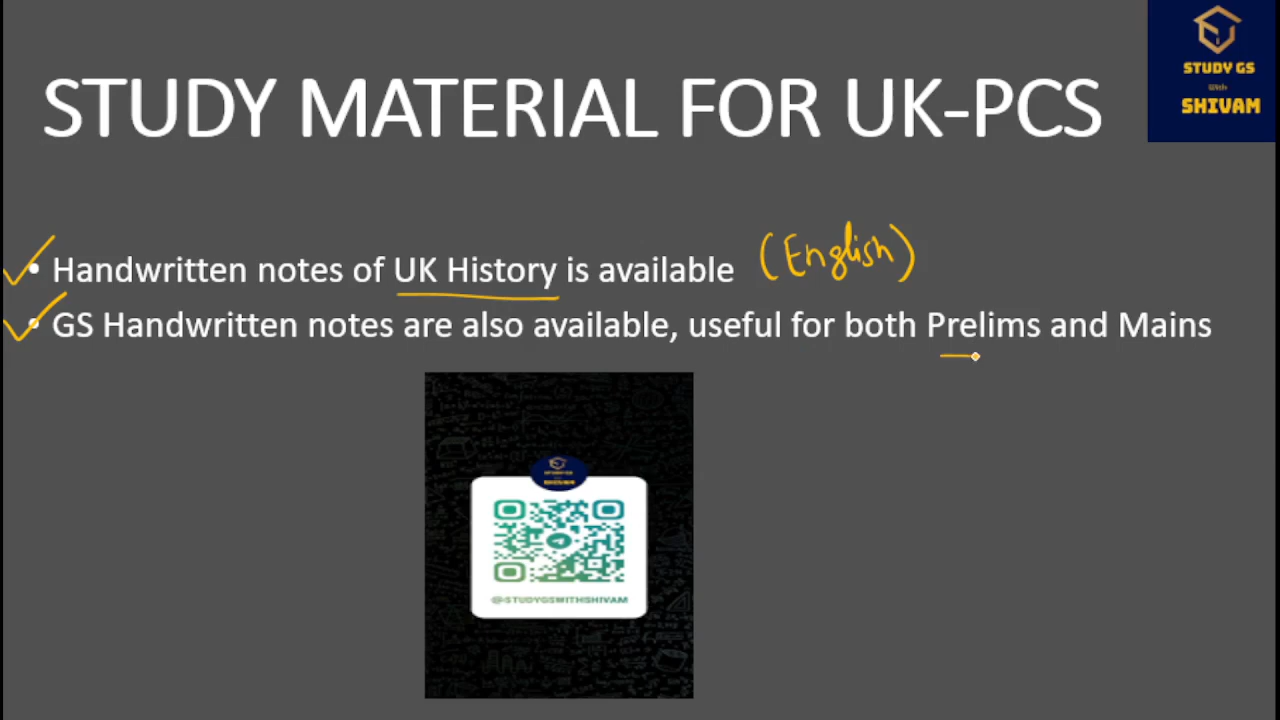 STUDY GS
With
SHIVAM
STUDY MATERIAL FOR UK-PCS
• Handwritten notes of UK History is available (English)
• GS Handwritten notes are also available, useful for both Prelims and Mains
@STUDYGSWITHSHIVAM